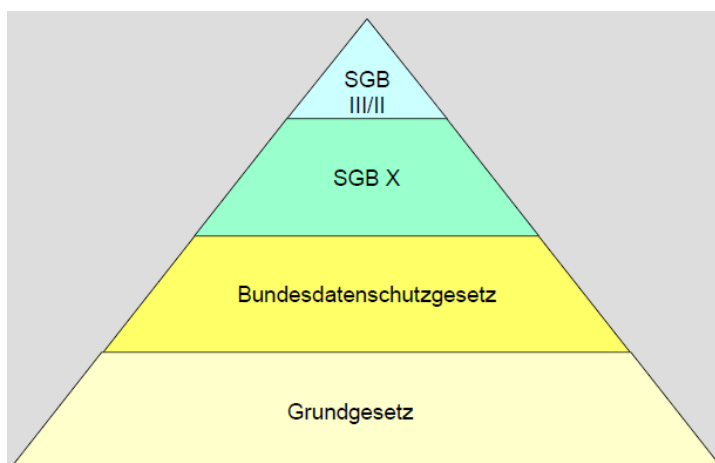 SGB
III/II
SGB X
Bundesdatenschutzgesetz
Grundgesetz